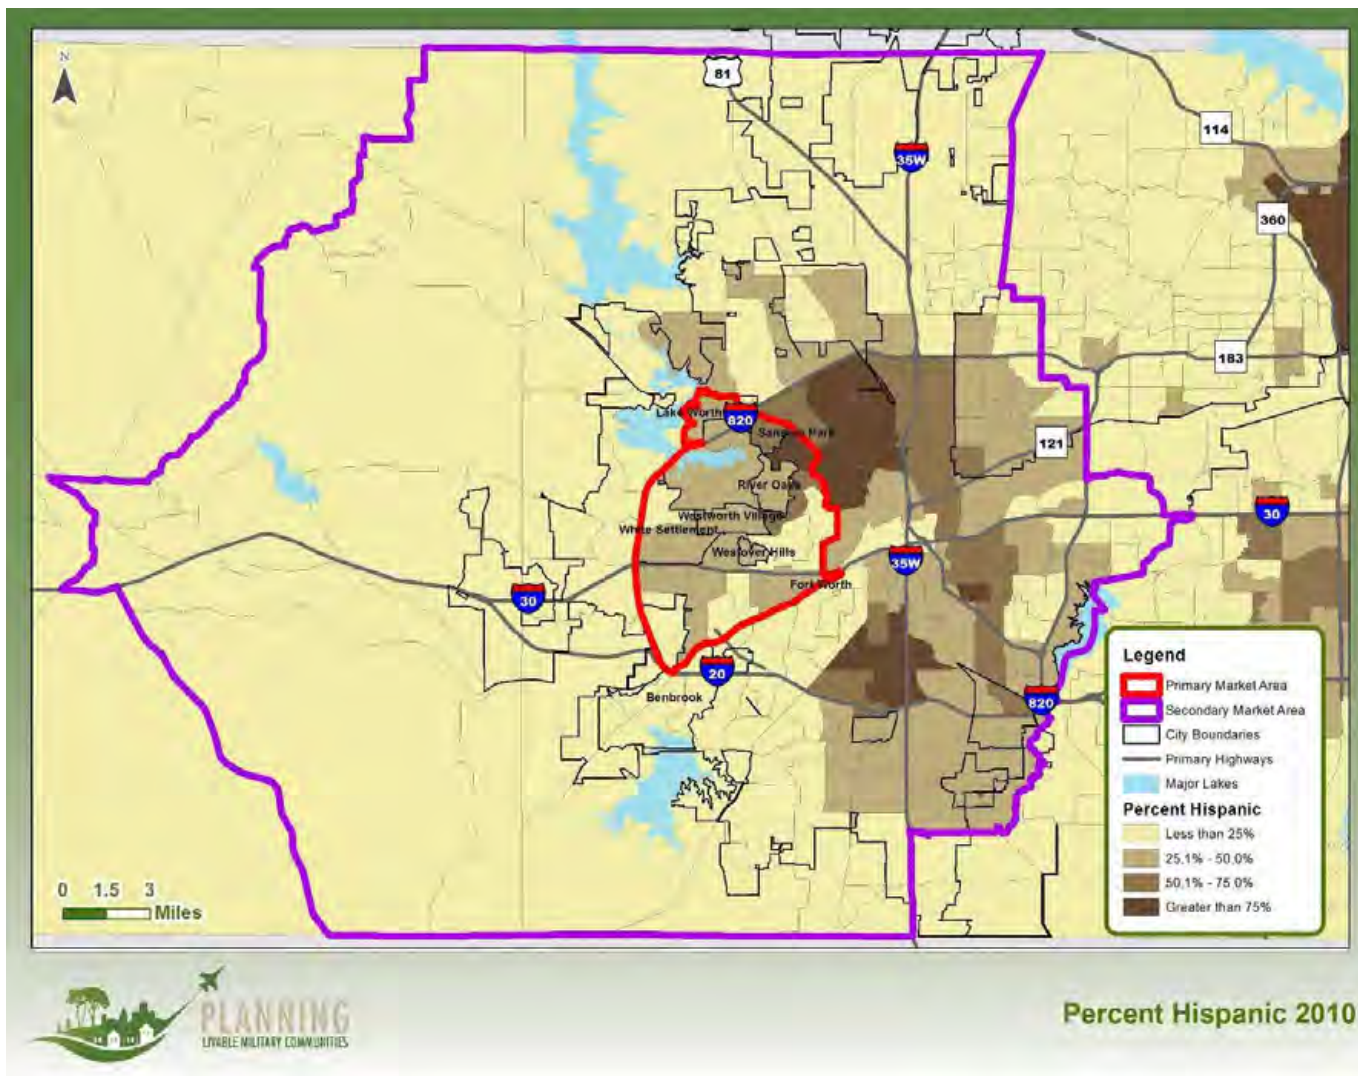 N
81
35W
114
360
183
Lake Worth
820
Sansom Park
121
River Oaks
Westworth Village
White Settlement
30
Westover Hills
35W
Fort Worth
30
20
Benbrook
820
Legend
Primary Market Area
Secondary Market Area
City Boundaries
Primary Highways
Major Lakes
Percent Hispanic
Less than 25%
25.1% - 50.0%
50.1% - 75.0%
Greater than 75%
0 1.5 3
Miles
PLANNING
LIVABLE MILITARY COMMUNITIES
Percent Hispanic 2010